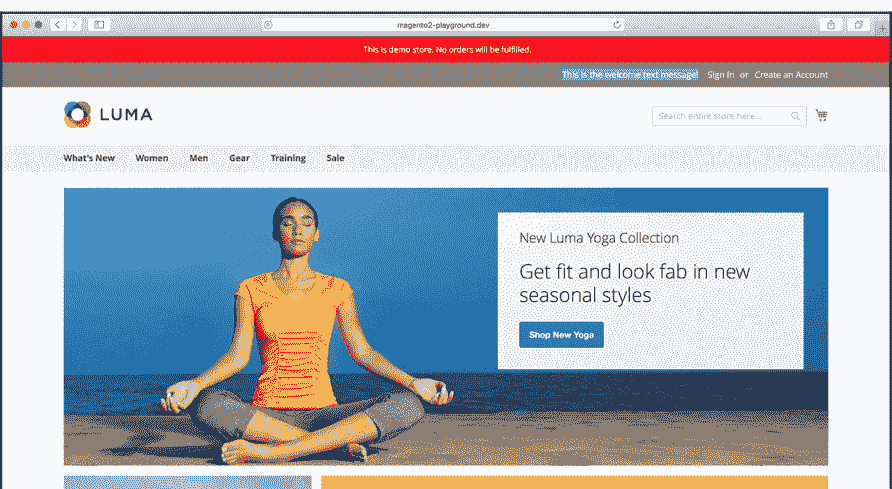 magento2-playground.dev
This is demo store. No orders will be fulfilled.
This is the welcome text message! Sign In or Create an Account
LUMA
Search entire store here...
What's New Women Men Gear Training Sale
New Luma Yoga Collection
Get fit and look fab in new
seasonal styles
Shop New Yoga